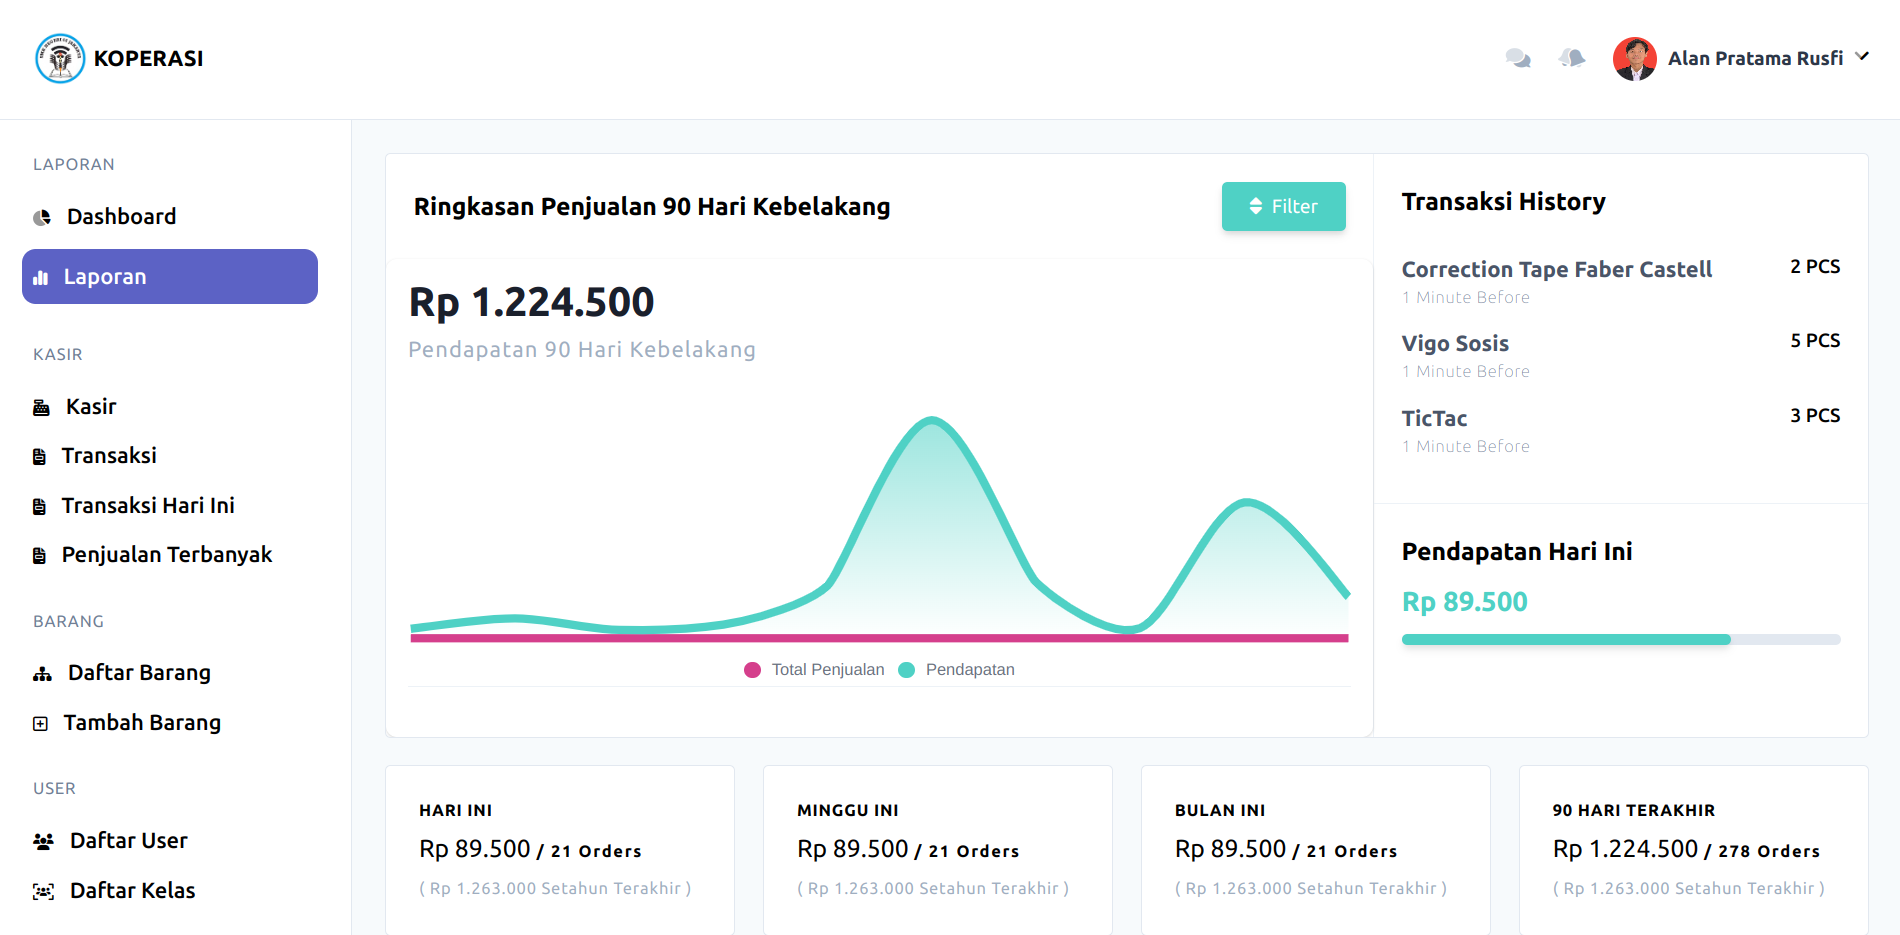 KOPERASI
Alan Pratama Rusfi
LAPORAN
Dashboard
Laporan
KASIR
Kasir
Transaksi
Transaksi Hari Ini
Penjualan Terbanyak
BARANG
Daftar Barang
Tambah Barang
USER
Daftar User
Daftar Kelas
Ringkasan Penjualan 90 Hari Kebelakang
Filter
Rp 1.224.500
Pendapatan 90 Hari Kebelakang
Total Penjualan
Pendapatan
Transaksi History
Correction Tape Faber Castell
2 PCS
1 Minute Before
Vigo Sosis
5 PCS
1 Minute Before
TicTac
3 PCS
1 Minute Before
Pendapatan Hari Ini
Rp 89.500
HARI INI
Rp 89.500 / 21 Orders
( Rp 1.263.000 Setahun Terakhir )
MINGGU INI
Rp 89.500 / 21 Orders
( Rp 1.263.000 Setahun Terakhir )
BULAN INI
Rp 89.500 / 21 Orders
( Rp 1.263.000 Setahun Terakhir )
90 HARI TERAKHIR
Rp 1.224.500 / 278 Orders
( Rp 1.263.000 Setahun Terakhir )